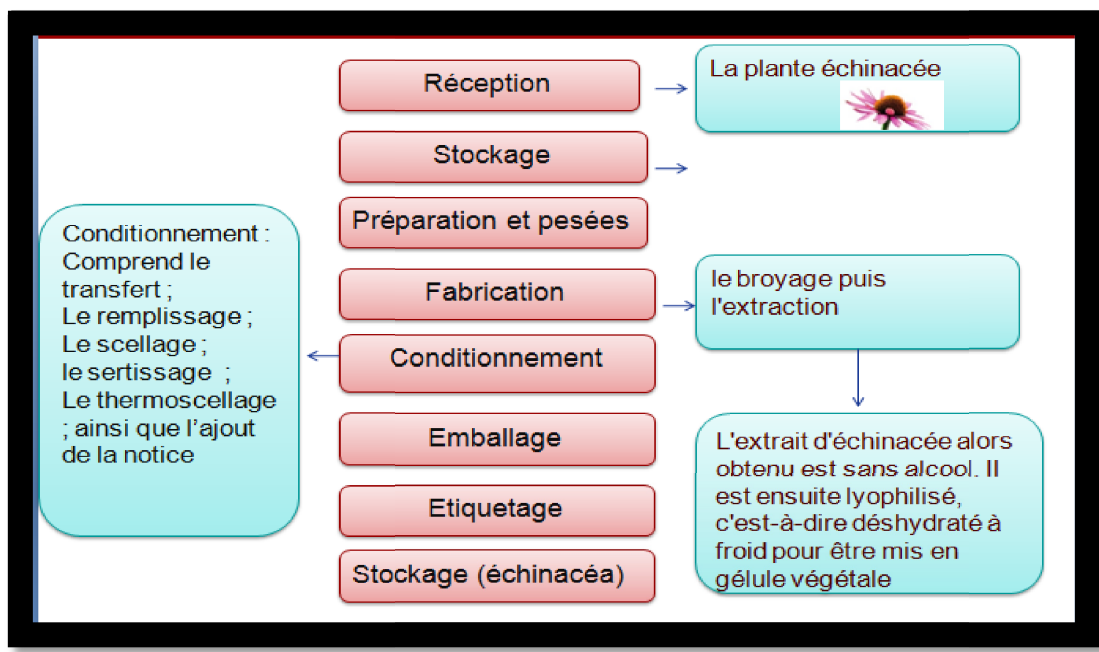 Réception
La plante échinacée
Stockage
Préparation et pesées
Conditionnement :
Comprend le
transfert ;
Le remplissage ;
Le scellage ;
le sertissage ;
Le thermoscellage
; ainsi que l'ajout
de la notice
Fabrication
le broyage puis
l'extraction
Conditionnement
Emballage
L'extrait d'échinacée alors
obtenu est sans alcool. Il
est ensuite lyophilisé,
c'est-à-dire déshydraté à
froid pour être mis en
gélule végétale
Etiquetage
Stockage (échinacéa)